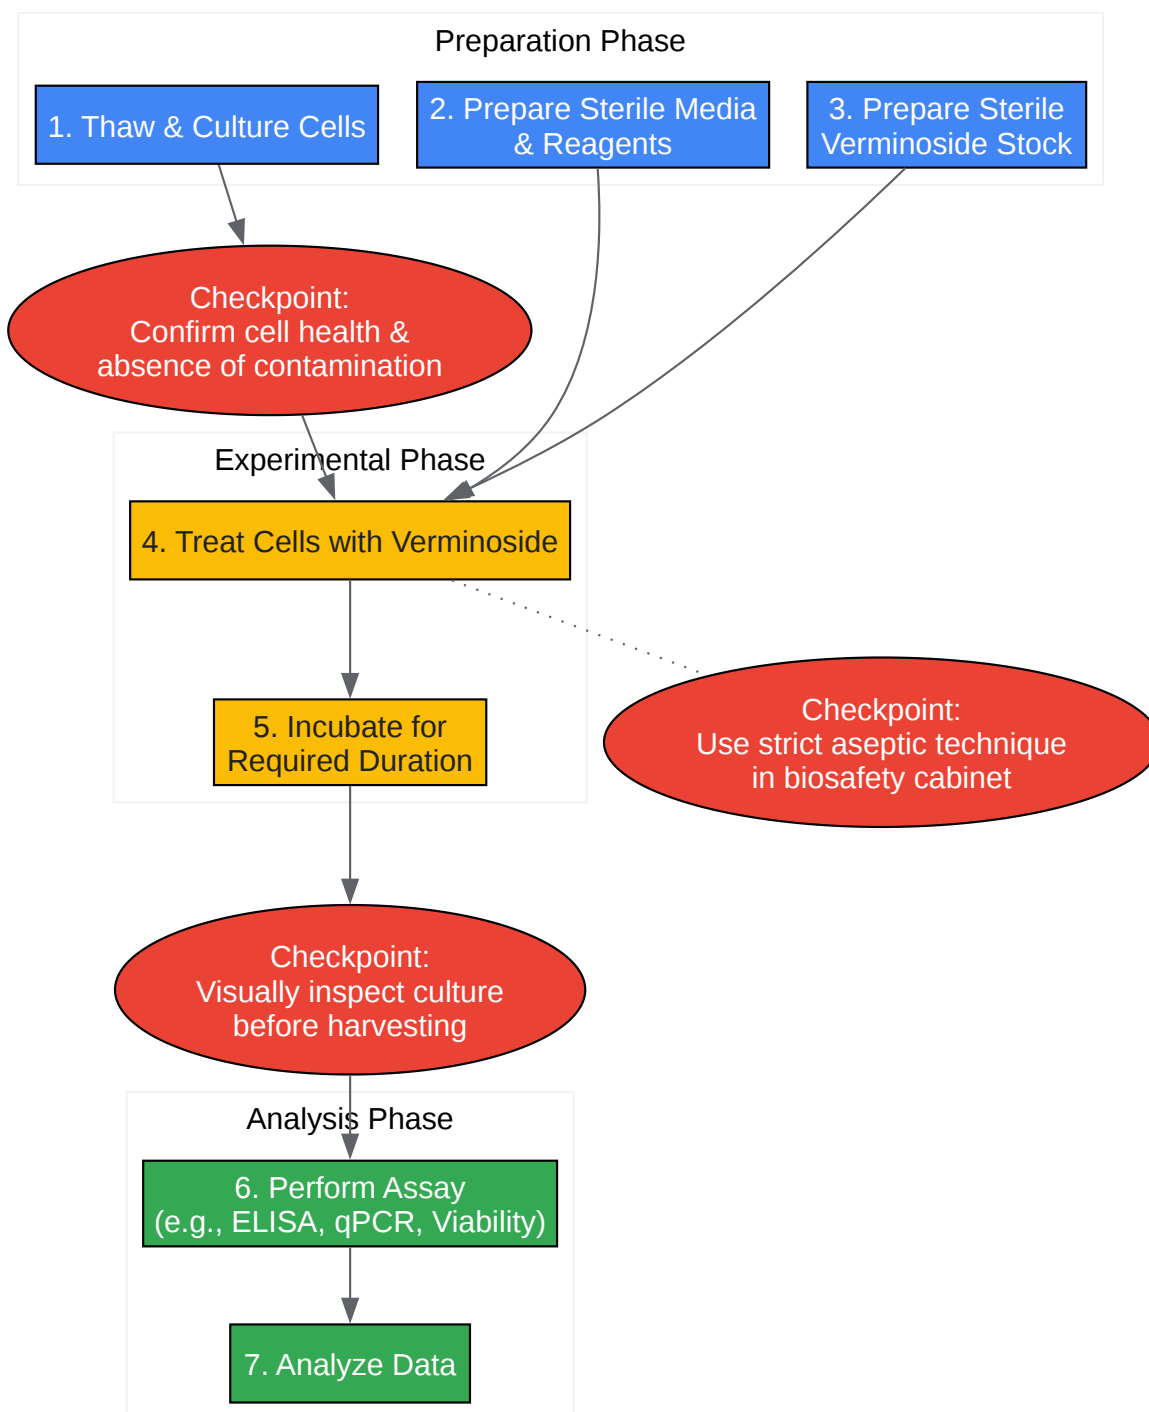 Preparation Phase
1. Thaw & Culture Cells
2. Prepare Sterile Media
& Reagents
3. Prepare Sterile
Verminoside Stock
Checkpoint:
Confirm cell health &
absence of contamination
Experimental Phase
4. Treat Cells with Verminoside
5. Incubate for
Required Duration
Checkpoint:
Use strict aseptic technique
in biosafety cabinet
Checkpoint:
Visually inspect culture
before harvesting
Analysis Phase
6. Perform Assay
(e.g., ELISA, qPCR, Viability)
7. Analyze Data